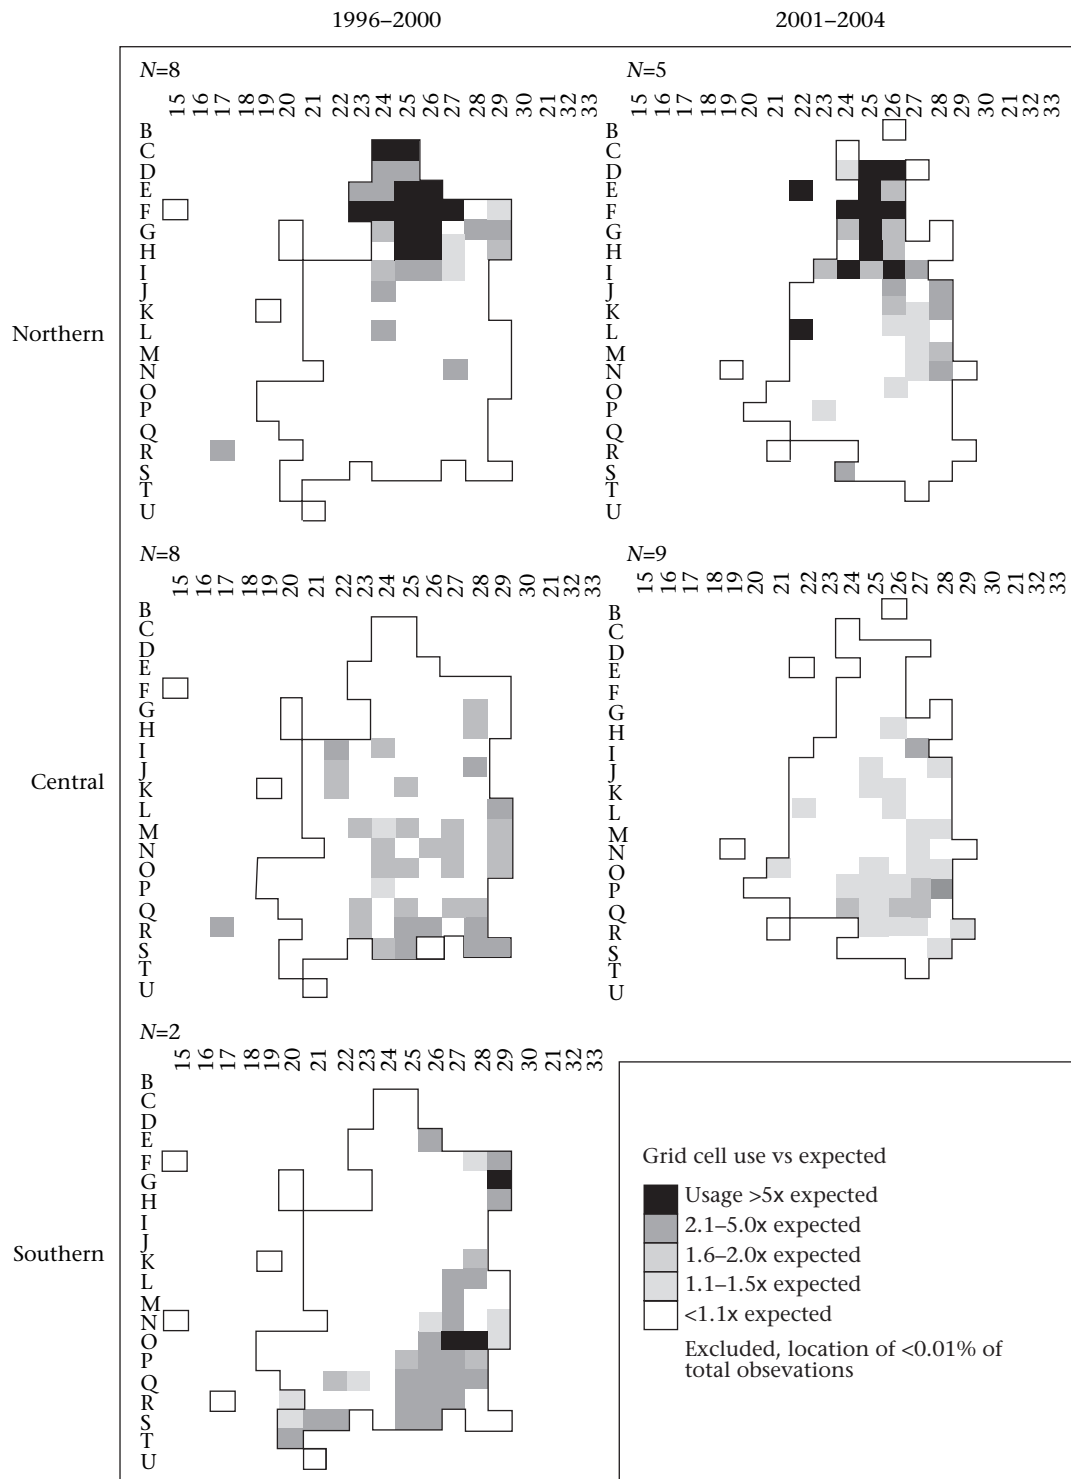 1996–2000 2001–2004
N=8 N=5
15 16 17 18 19 20 21 22 23 24 25 26 27 28 29 30 31 32 33 15 16 17 18 19 20 21 22 23 24 25 26 27 28 29 30 31 32 33
B B
C C
D D
E E
F F
G G
H H
I I
J J
K K
Northern L L
M M
N N
O O
P P
Q Q
R R
S S
T T
U U
N=8 N=9
15 16 17 18 19 20 21 22 23 24 25 26 27 28 29 30 21 32 33 15 16 17 18 19 20 21 22 23 24 25 26 27 28 29 30 21 32 33
B B
C C
D D
E E
F F
G G
H H
I I
J J
Central K K
L L
M M
N N
O O
P P
Q Q
R R
S S
T T
U U
N=2
15 16 17 18 19 20 21 22 23 24 25 26 27 28 29 30 21 32 33
B
C
D
E
F
G
H
I
J
Southern K
L
M
N
O
P
Q
R
S
T
U
Grid cell use vs expected
Usage >5x expected
2.1–5.0x expected
1.6–2.0x expected
1.1–1.5x expected
<1.1x expected
Excluded, location of <0.01% of
total obsevations